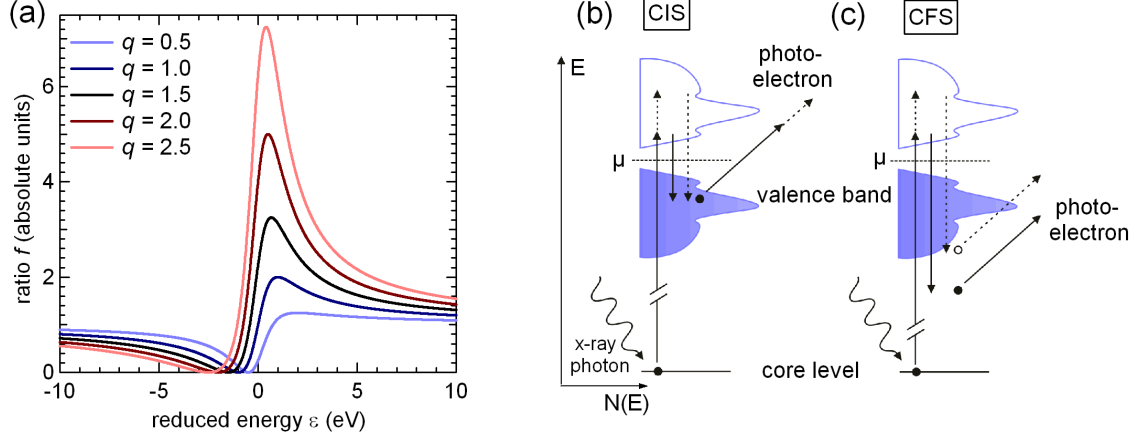 (a)
q = 0.5
q = 1.0
q = 1.5
q = 2.0
q = 2.5
ratio f (absolute units)
0
2
4
6
-10
-5
0
5
10
reduced energy ε (eV)
(b)
CIS
E
photo-
electron
μ
valence band
x-ray
photon
core level
N(E)
(c)
CFS
μ
photo-
electron